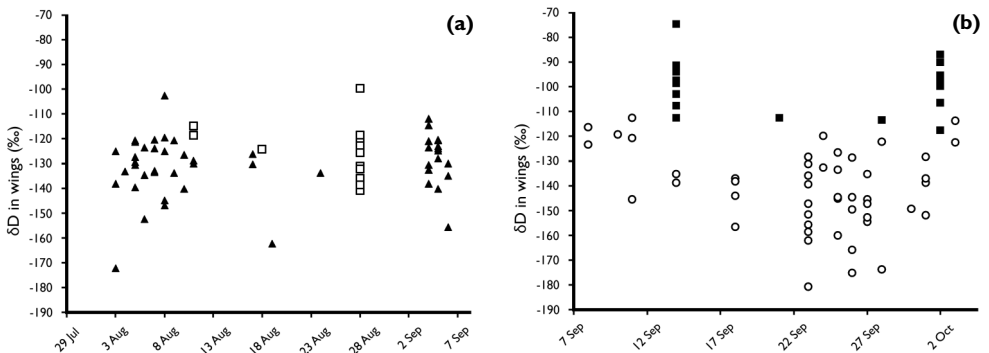 (a)
δD in wings (‰)
-70
-80
-90
-100
-110
-120
-130
-140
-150
-160
-170
-180
-190
29 Jul
3 Aug
8 Aug
13 Aug
18 Aug
23 Aug
28 Aug
2 Sep
7 Sep
(b)
δD in wings (‰)
-70
-80
-90
-100
-110
-120
-130
-140
-150
-160
-170
-180
-190
7 Sep
12 Sep
17 Sep
22 Sep
27 Sep
2 Oct